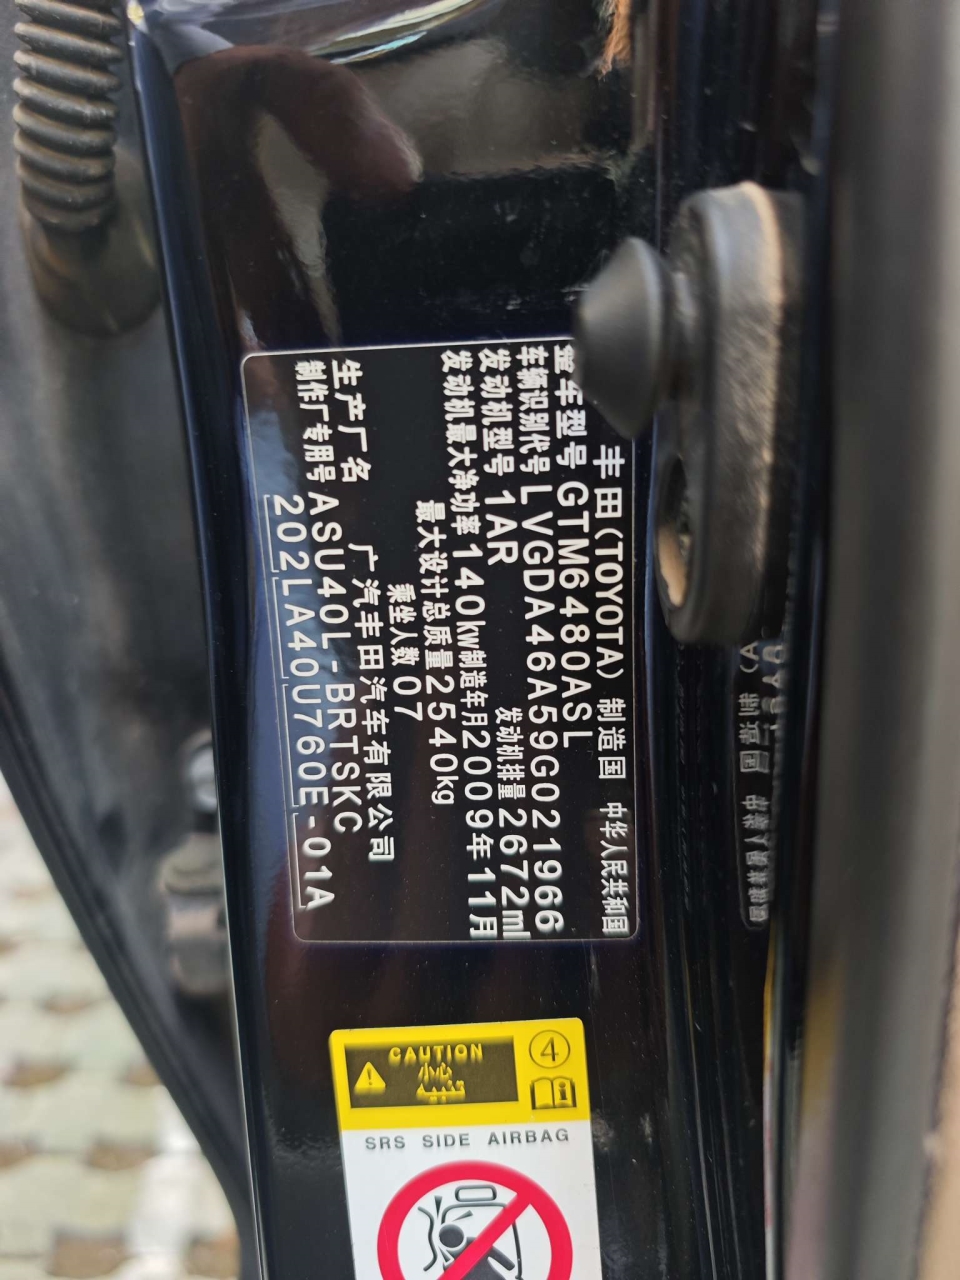 丰田(TOYOTA) 制造国 中华人民共和国
整车型号 GTM6480ASL
车辆识别代号 LVGDA46A59G021966
发动机型号 1AR 发动机排量 2672ml
发动机最大净功率 140kw 制造年月 2009年11月
最大设计总质量 2540kg
乘坐人数 07
生产厂名 广汽丰田汽车有限公司
制作厂专用号 ASU40L-BRTSKC
202LA40U760E-01A
CAUTION
小心
4
SRS SIDE AIRBAG